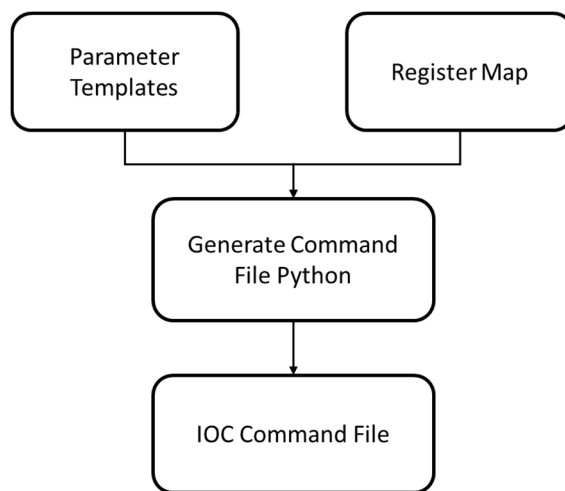 Parameter
Templates
Register Map
Generate Command
File Python
IOC Command File